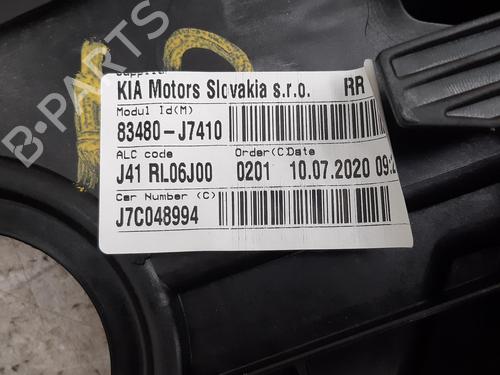 KIA Motors Slovakia s.r.o. RR
Modul Id(M)
83480-J7410
ALC code Order(C)Date
J41 RL06J00 0201 10.07.2020 09:
Car Number (C)
J7C048994
B-PARTS